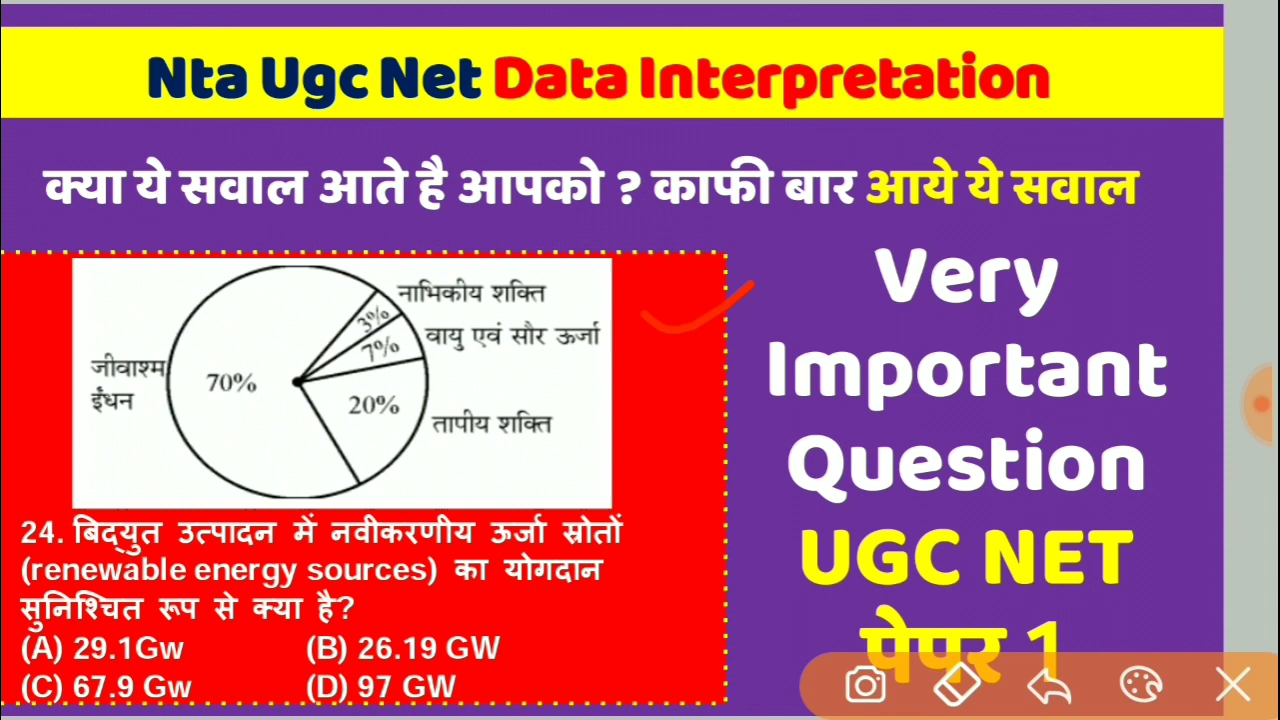 Nta Ugc Net Data Interpretation
क्या ये सवाल आते है आपको ? काफी बार आये ये सवाल
Very
Important
Question
UGC NET
पेपर 1
नाभिकीय शक्ति
3%
वायु एवं सौर ऊर्जा
7%
जीवाश्म
ईंधन
70%
20%
तापीय शक्ति
24. बिद्युत उत्पादन में नवीकरणीय ऊर्जा स्रोतों
(renewable energy sources) का योगदान
सुनिश्चित रूप से क्या है?
(A) 29.1Gw (B) 26.19 GW
(C) 67.9 Gw (D) 97 GW